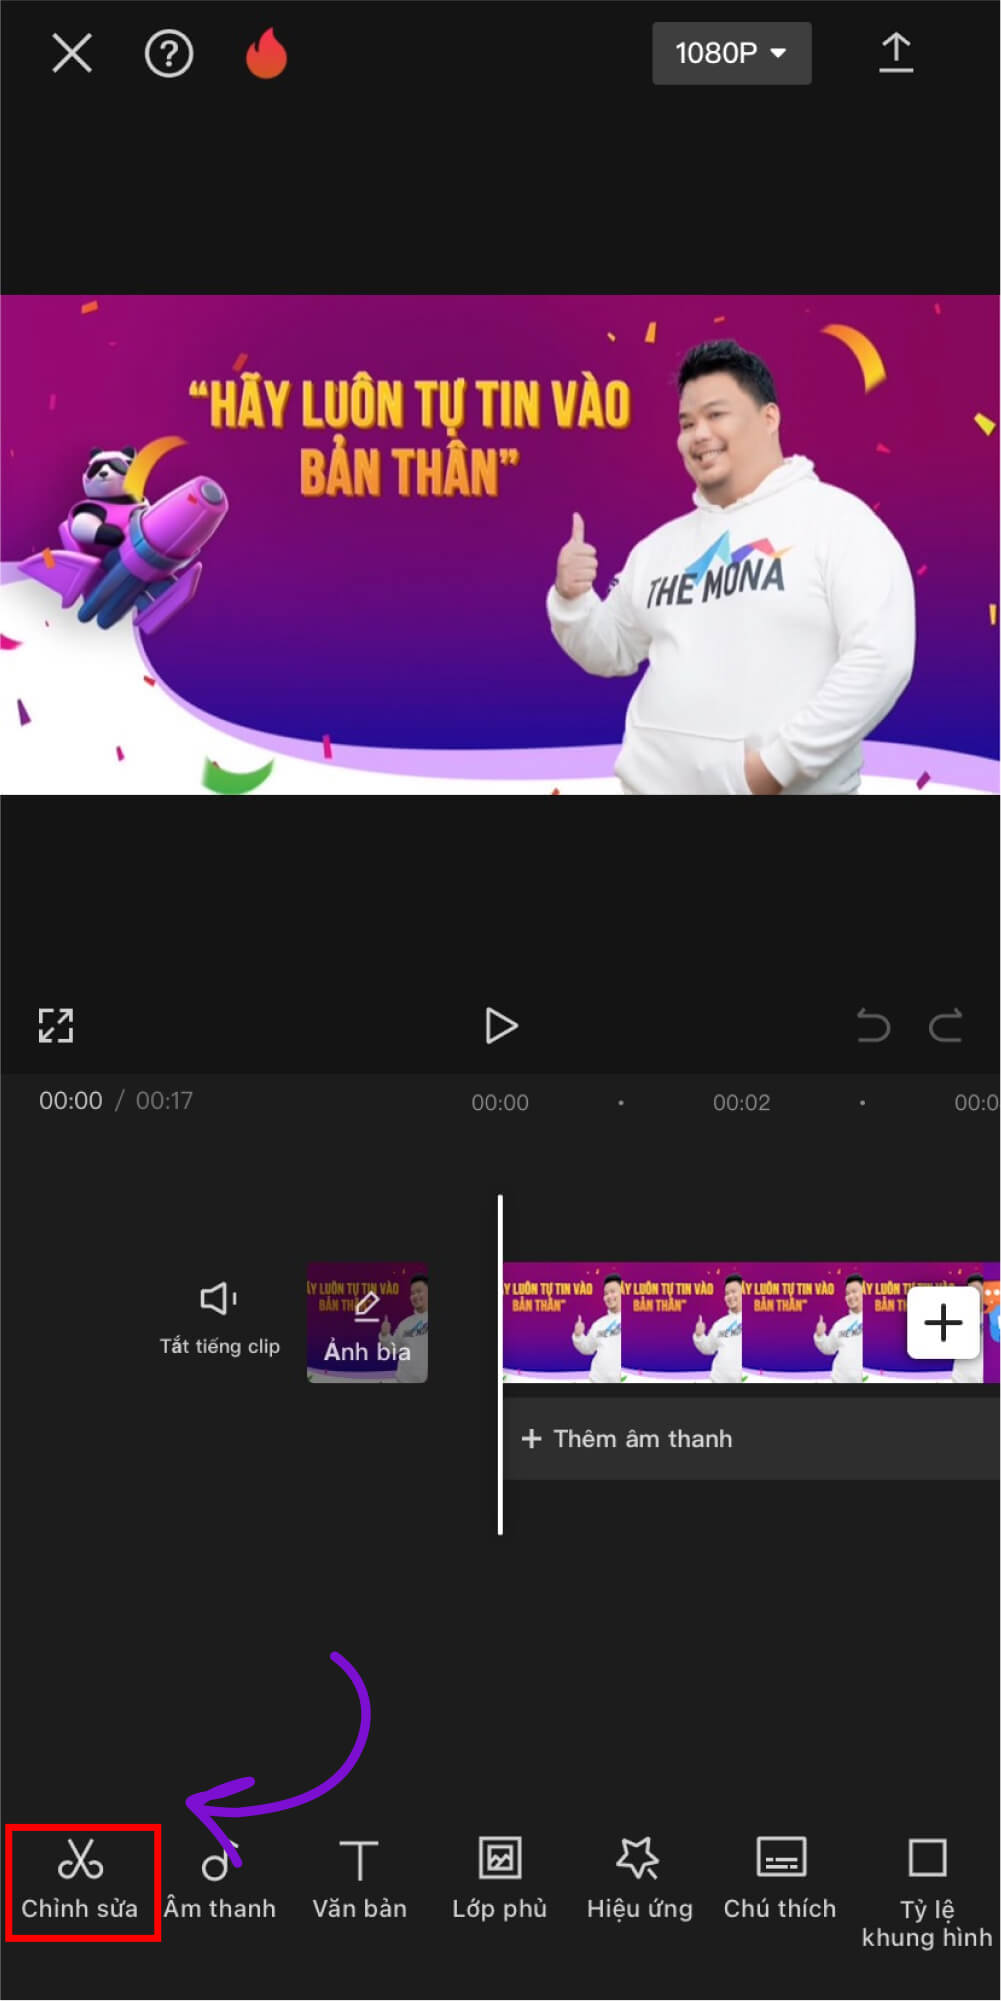 1080P
“HÃY LUÔN TỰ TIN VÀO
BẢN THÂN”
THE MONA
00:00 / 00:17
00:00
00:02
Tắt tiếng clip
Ảnh bìa
+ Thêm âm thanh
Chỉnh sửa
Âm thanh
Văn bản
Lớp phủ
Hiệu ứng
Chú thích
Tỷ lệ
khung hình